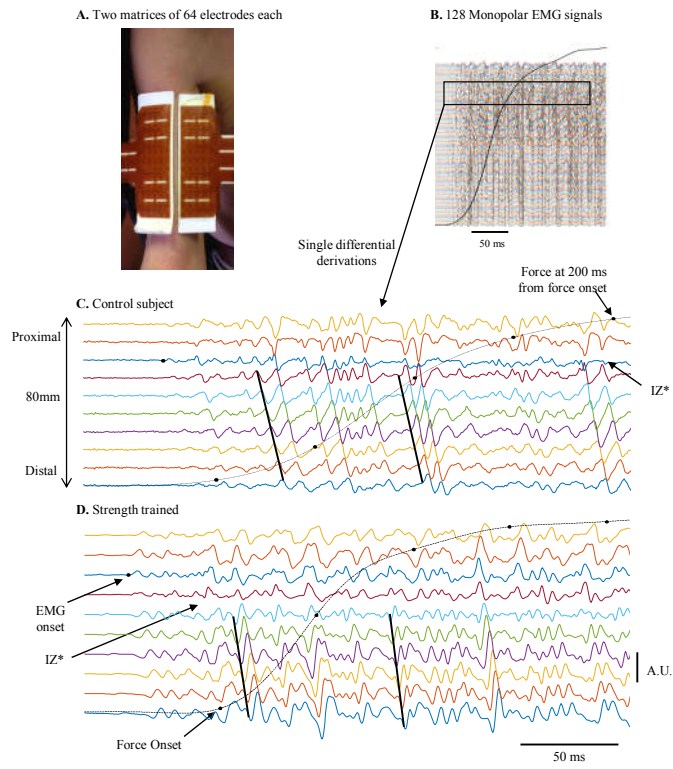 A. Two matrices of 64 electrodes each
B. 128 Monopolar EMG signals
50 ms
Single differential
derivations
Force at 200 ms
from force onset
C. Control subject
Proximal
80mm
Distal
IZ*
D. Strength trained
EMG
onset
IZ*
Force Onset
A.U.
50 ms